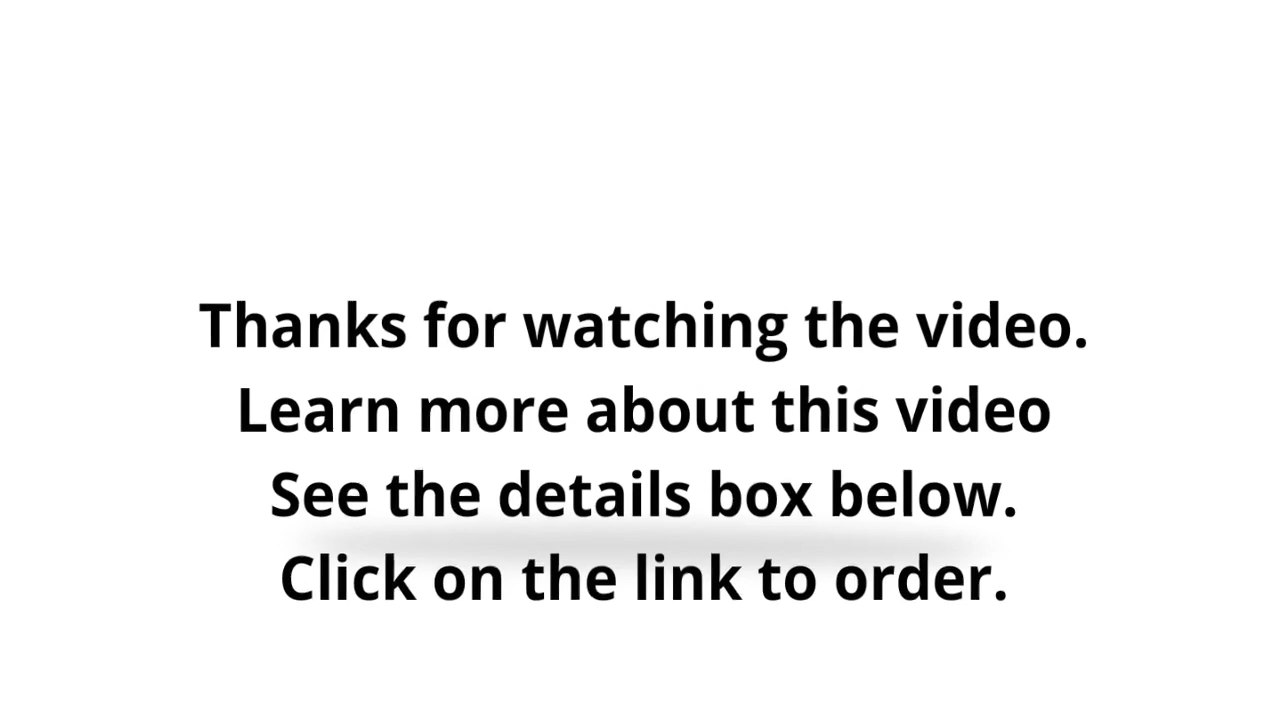 Thanks for watching the video.
Learn more about this video
See the details box below.
Click on the link to order.